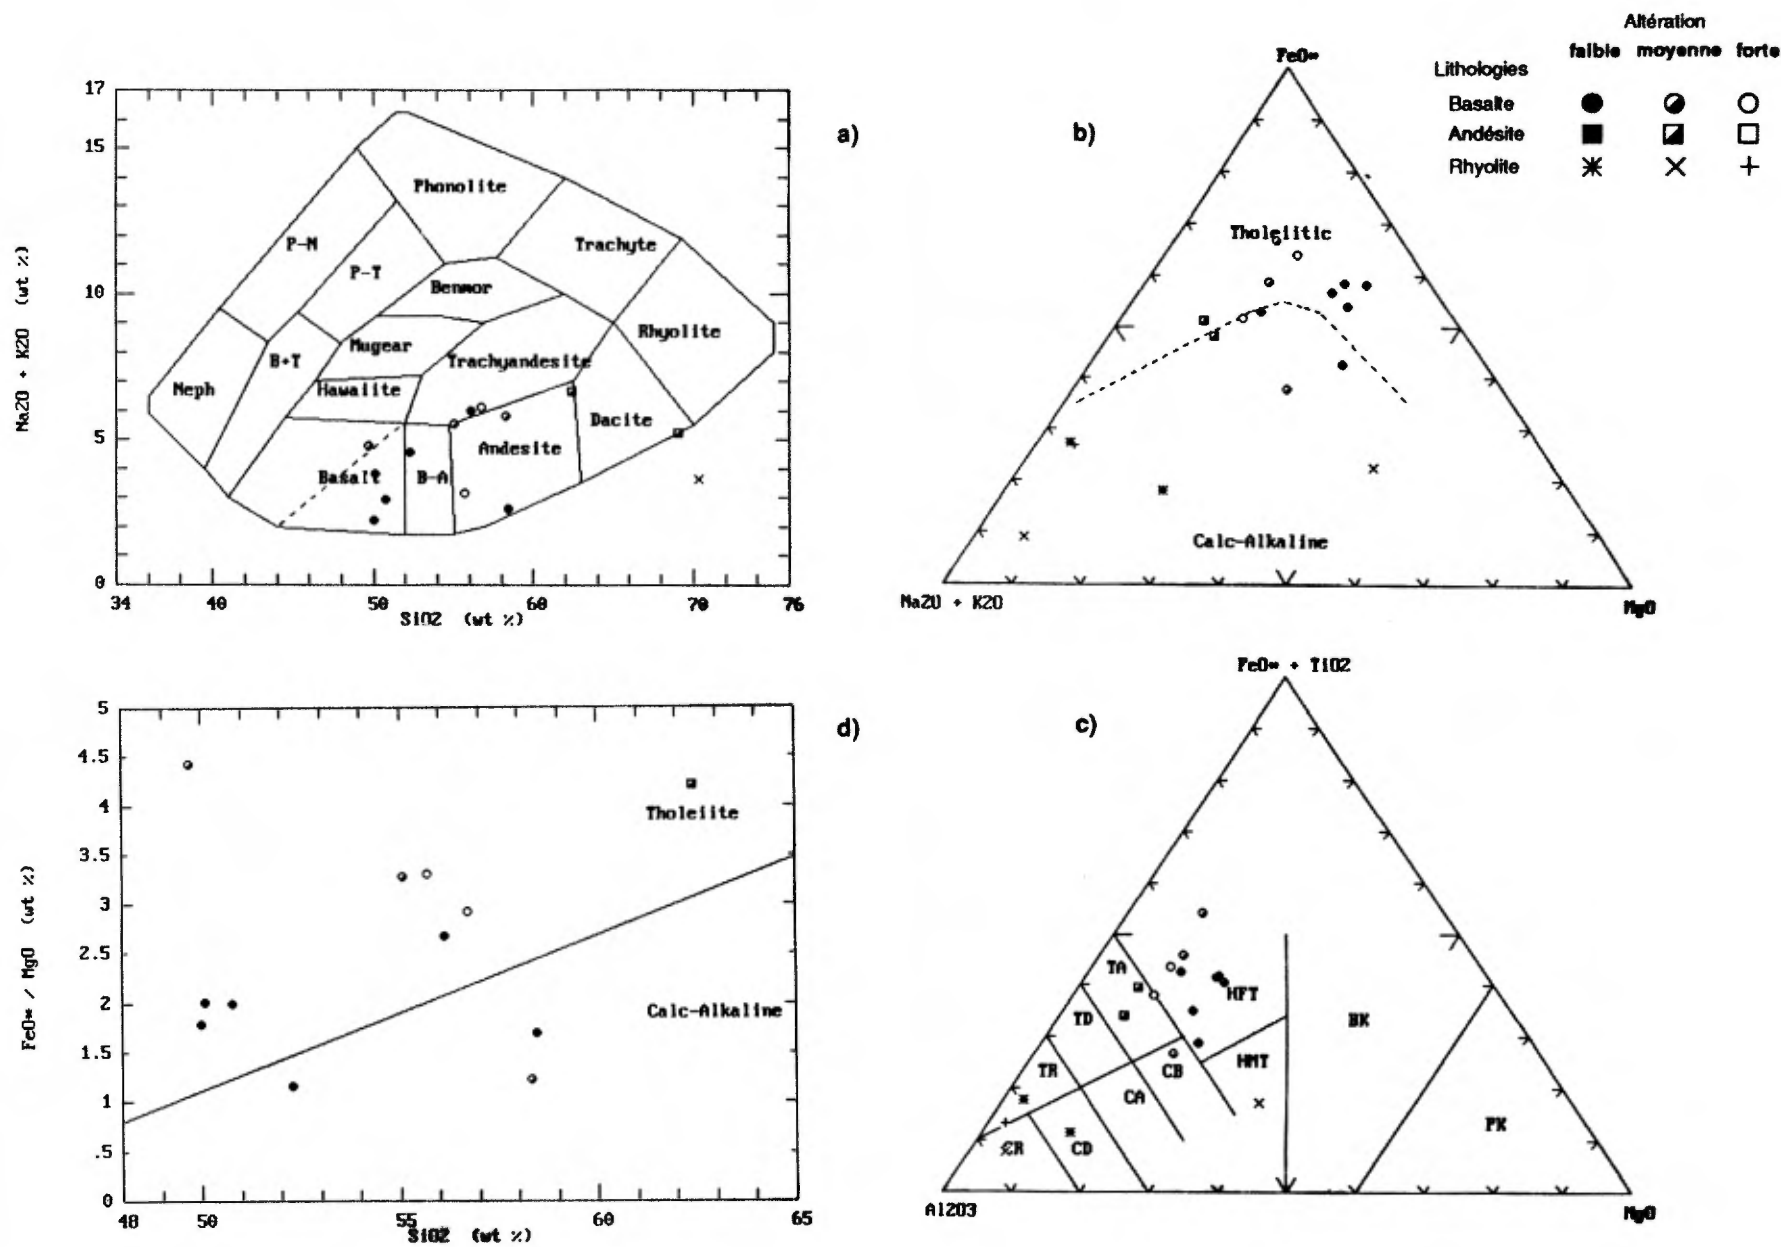 Altération
faible moyenne forte
Lithologies
Basalte
Andésite
Rhyolite
a)
17
15
10
5
0
34 40 50 60 70 76
Na2O + K2O (wt %)
SiO2 (wt %)
Phonolite
P-N
P-T
Trachyte
Benmor
Rhyolite
Mugear
B+T
Trachyandesite
Neph
Hawaiite
Dacite
Andesite
Basalt
B-A
b)
FeO*
Tholeiitic
Calc-Alkaline
Na2O + K2O
MgO
d)
5
4.5
4
3.5
3
2.5
2
1.5
1
.5
0
48 50 55 60 65
FeO* / MgO (wt %)
SiO2 (wt %)
Tholeiite
Calc-Alkaline
c)
FeO* + TiO2
TA
HFT
TD
BK
HMT
TR
CB
CA
PK
CR
CD
Al2O3
MgO